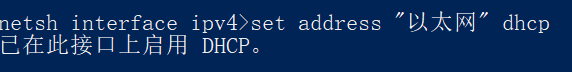 netsh interface ipv4>set address "以太网" dhcp
已在此接口上启用 DHCP。